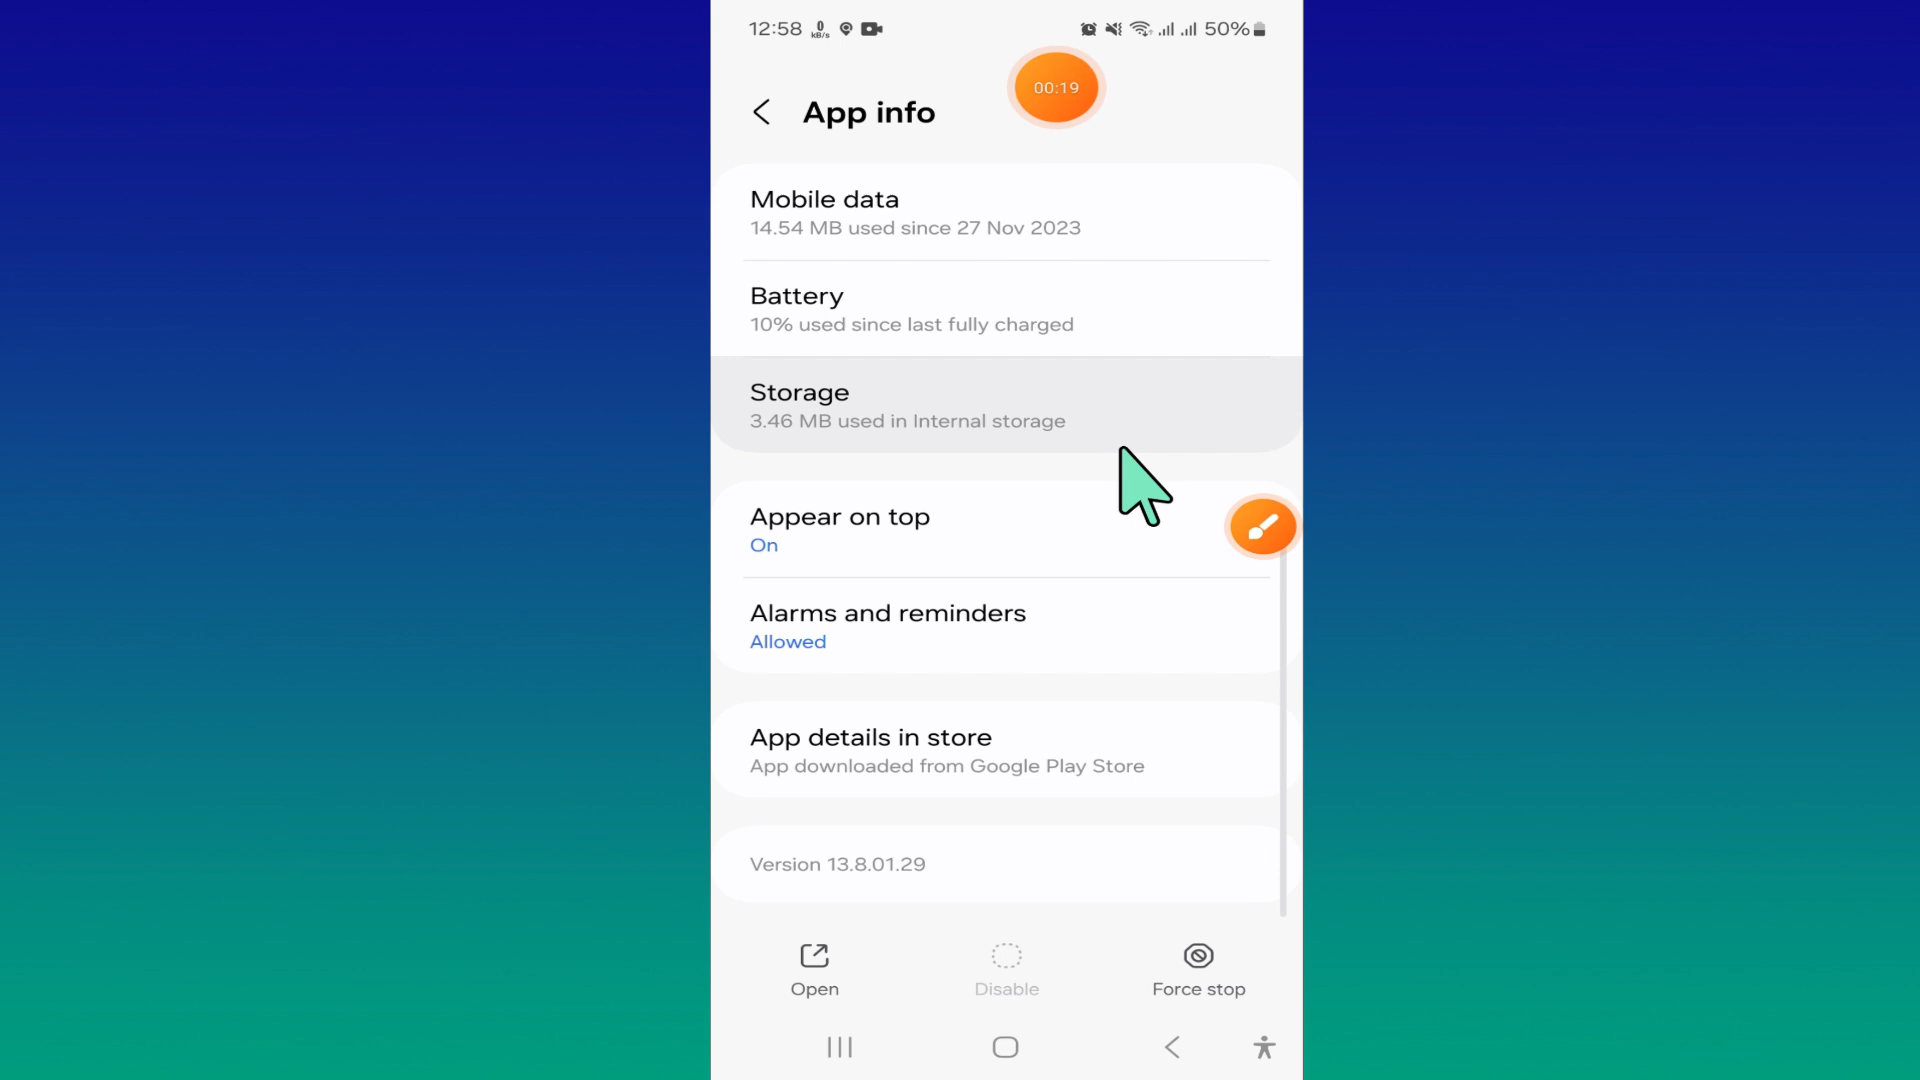 12:58 0 kB/s 50%
00:19
App info
Mobile data
14.54 MB used since 27 Nov 2023
Battery
10% used since last fully charged
Storage
3.46 MB used in Internal storage
Appear on top
On
Alarms and reminders
Allowed
App details in store
App downloaded from Google Play Store
Version 13.8.01.29
Open Disable Force stop